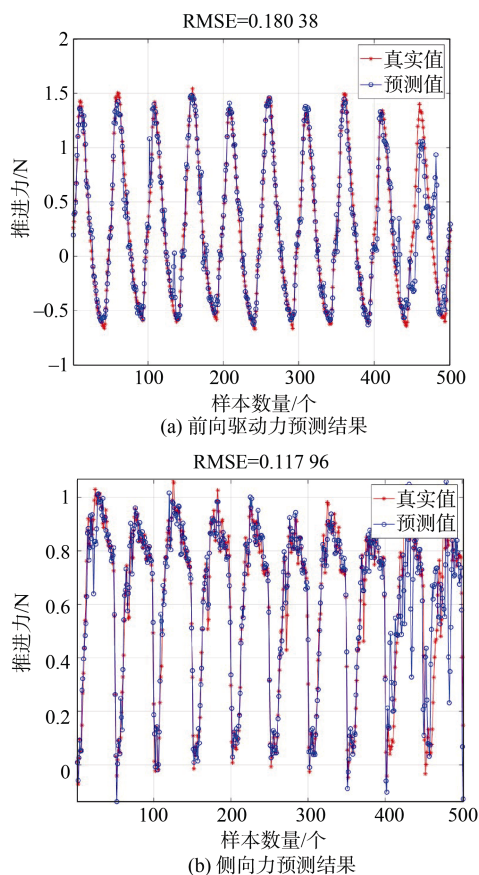 RMSE=0.180 38
2
1.5
1
0.5
0
−0.5
−1
推进力/N
真实值
预测值
100
200
300
400
500
样本数量/个
(a) 前向驱动力预测结果
RMSE=0.117 96
1
0.8
0.6
0.4
0.2
0
推进力/N
真实值
预测值
100
200
300
400
500
样本数量/个
(b) 侧向力预测结果